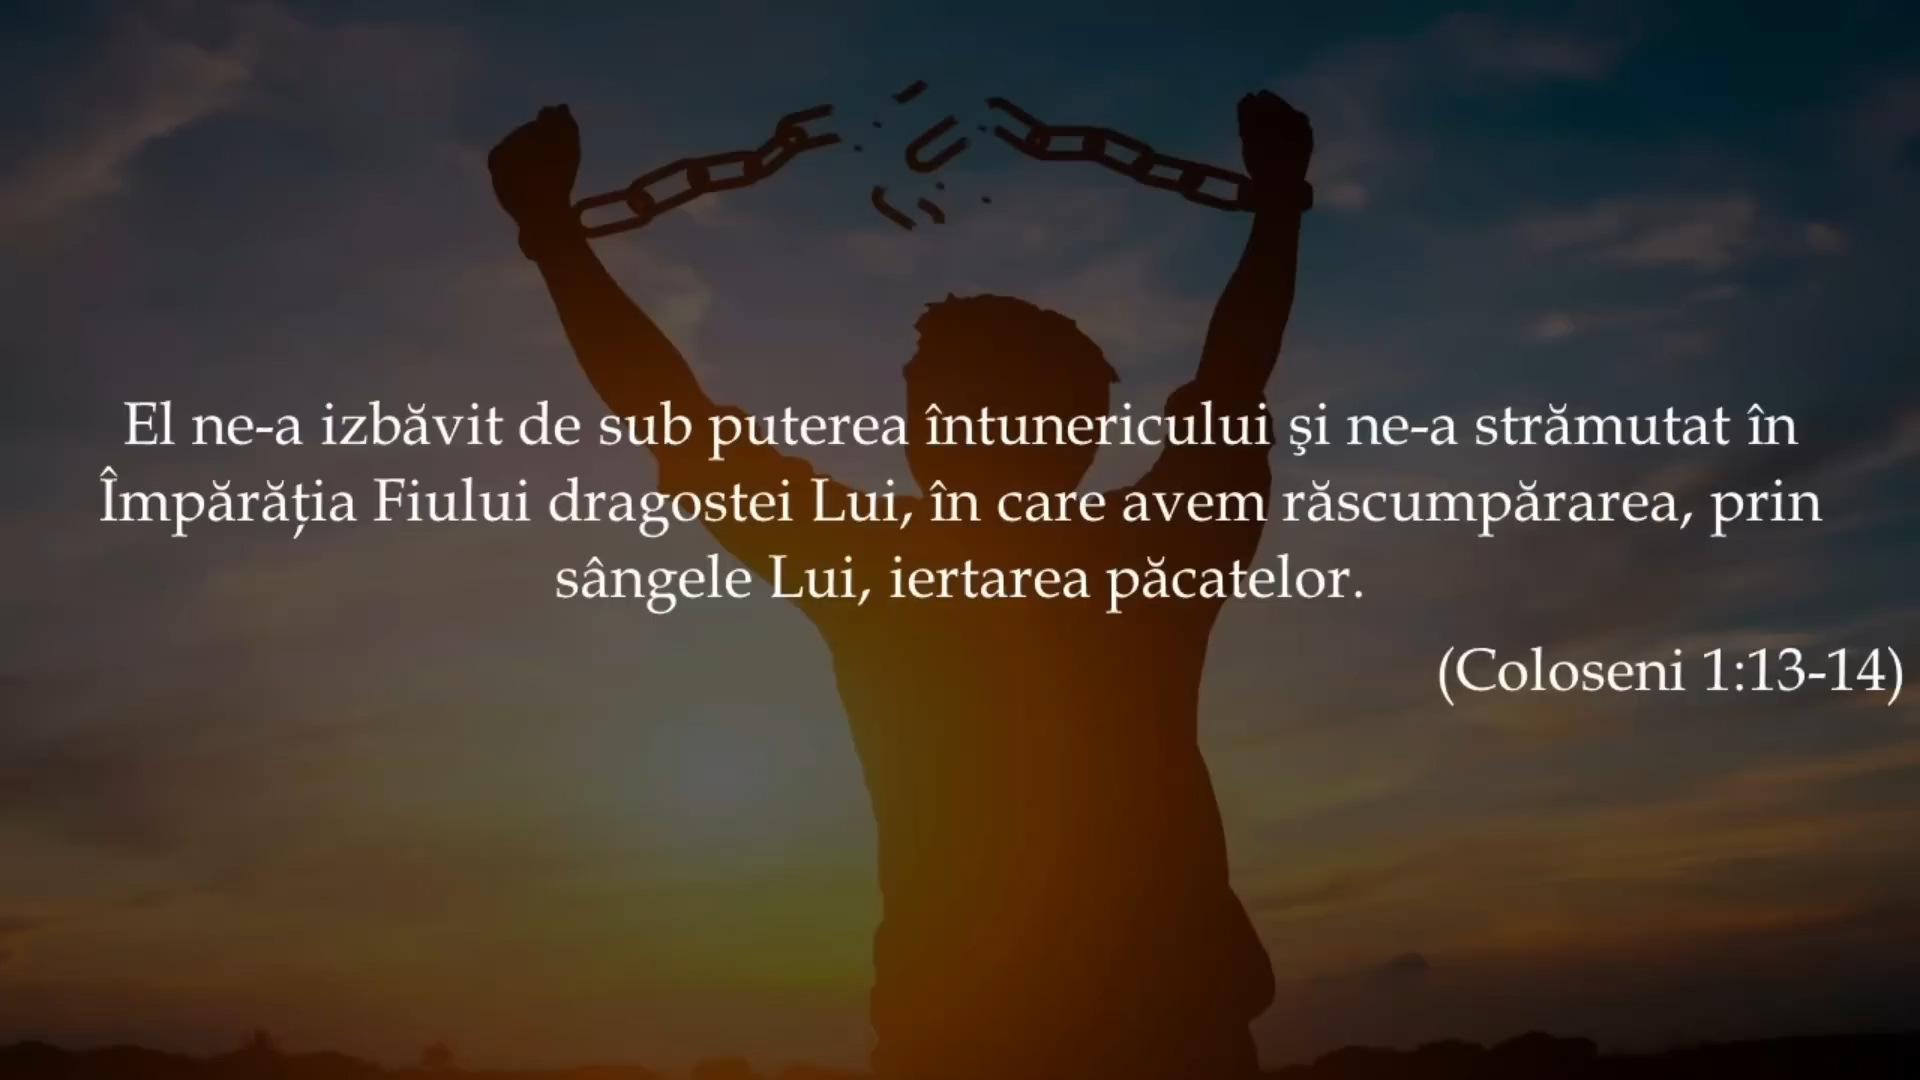 El ne-a izbăvit de sub puterea întunericului şi ne-a strămutat în
Împărăţia Fiului dragostei Lui, în care avem răscumpărarea, prin
sângele Lui, iertarea păcatelor.
(Coloseni 1:13-14)